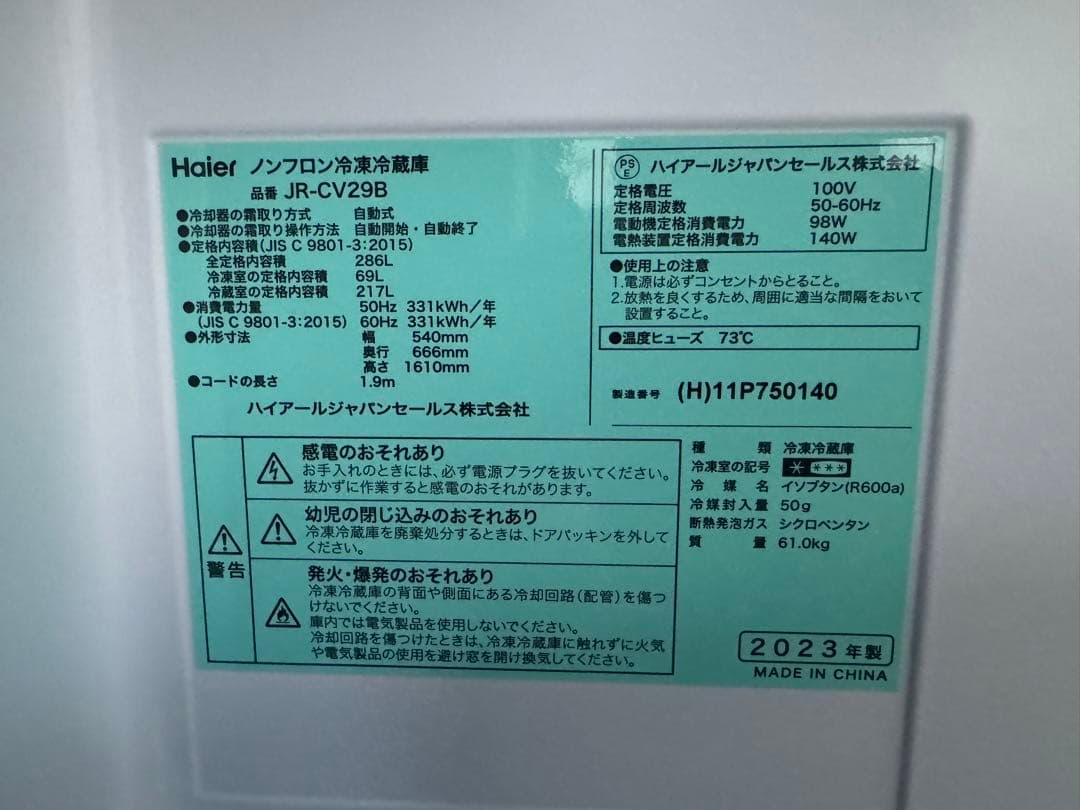 Haier ノンフロン冷凍冷蔵庫
品番 JR-CV29B
●冷却器の霜取り方式 自動式
●冷却器の霜取り操作方法 自動開始・自動終了
●定格内容積(JIS C 9801-3:2015)
全定格内容積 286L
冷凍室の定格内容積 69L
冷蔵室の定格内容積 217L
●消費電力量 50Hz 331kWh/年
(JIS C 9801-3:2015) 60Hz 331kWh/年
●外形寸法 幅 540mm
奥行 666mm
高さ 1610mm
●コードの長さ 1.9m
ハイアールジャパンセールス株式会社
PS
E ハイアールジャパンセールス株式会社
定格電圧 100V
定格周波数 50-60Hz
電動機定格消費電力 98W
電熱装置定格消費電力 140W
●使用上の注意
1.電源は必ずコンセントからとること。
2.放熱を良くするため、周囲に適当な間隔をおいて
設置すること。
●温度ヒューズ 73℃
製造番号 (H)11P750140
警告
感電のおそれあり
お手入れのときには、必ず電源プラグを抜いてください。
抜かずに作業すると感電のおそれがあります。
幼児の閉じ込めのおそれあり
冷凍冷蔵庫を廃棄処分するときは、ドアパッキンを外して
ください。
発火・爆発のおそれあり
冷凍冷蔵庫の背面や側面にある冷却回路(配管)を傷つ
けないでください。
庫内では電気製品を使用しないでください。
冷却回路を傷つけたときは、冷凍冷蔵庫に触れずに火気
や電気製品の使用を避け窓を開け換気してください。
種類 冷凍冷蔵庫
冷凍室の記号 * ***
冷媒名 イソブタン(R600a)
冷媒封入量 50g
断熱発泡ガス シクロペンタン
質量 61.0kg
2023年製
MADE IN CHINA